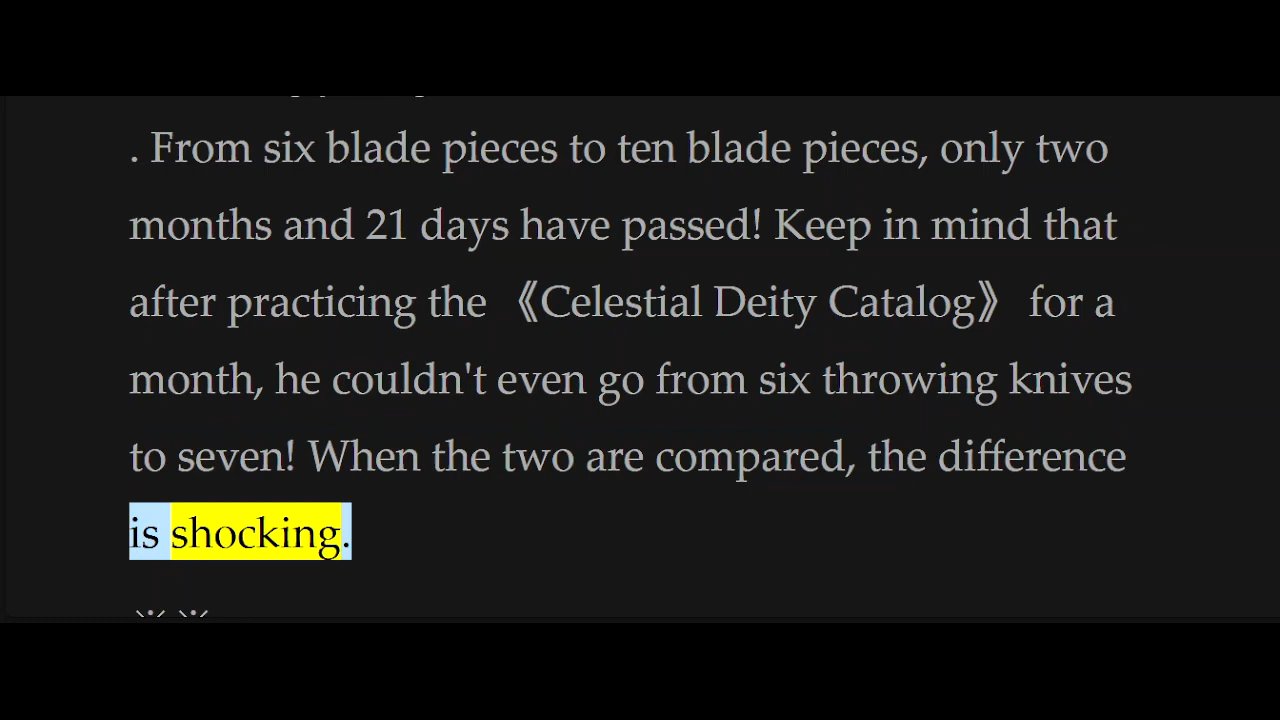 . From six blade pieces to ten blade pieces, only two
months and 21 days have passed! Keep in mind that
after practicing the 《Celestial Deity Catalog》 for a
month, he couldn't even go from six throwing knives
to seven! When the two are compared, the difference
is shocking.